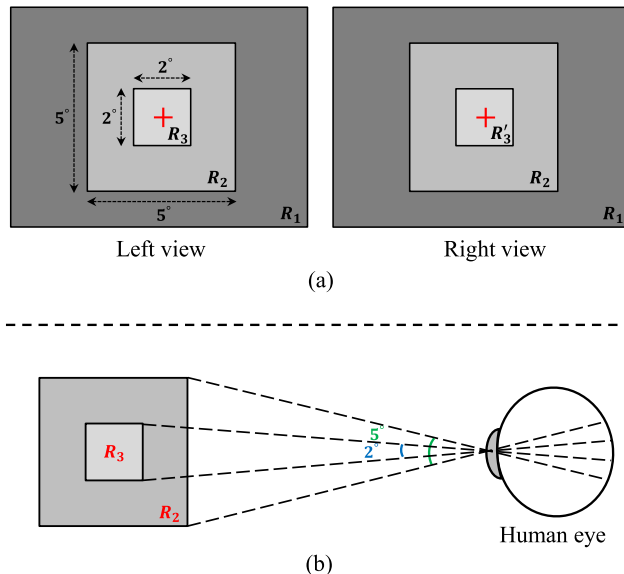 2°
2°
5°
R₃
R₂
5°
R₁
R₃′
R₂
R₁
Left view
Right view
(a)
5°
2°
R₃
R₂
Human eye
(b)